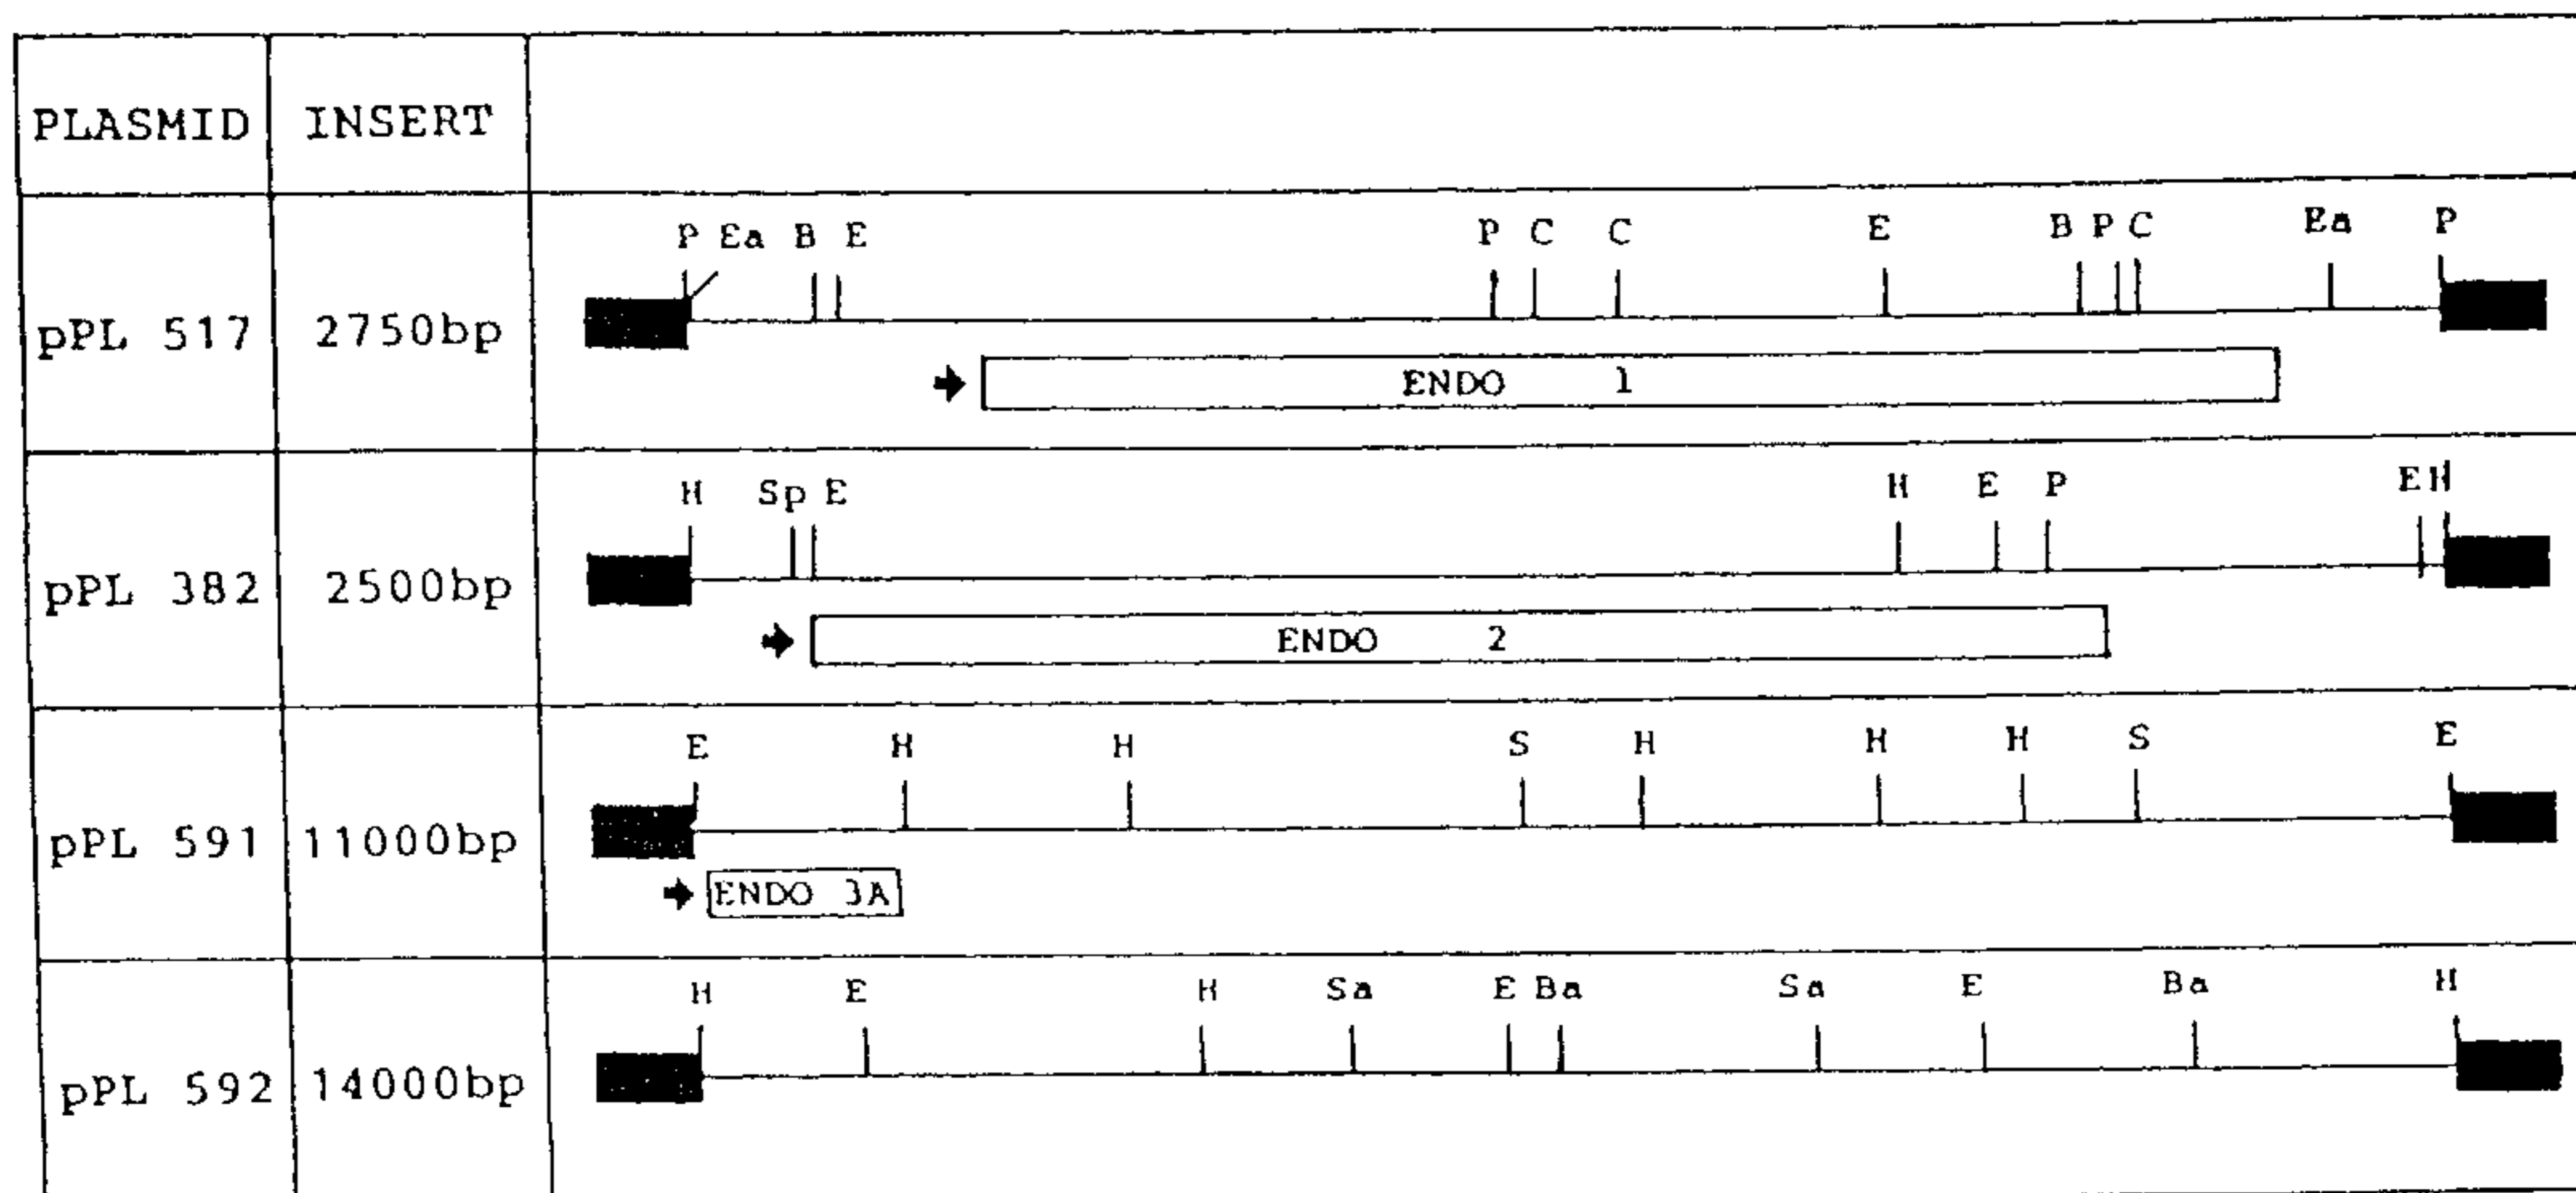 PLASMID INSERT
P Ea B E P C C E B P C Ea P
pPL 517 2750bp
ENDO 1
H Sp E H E P E H
pPL 382 2500bp
ENDO 2
E H H S H H H S E
pPL 591 11000bp
ENDO 3A
H E H Sa E Ba Sa E Ba H
pPL 592 14000bp